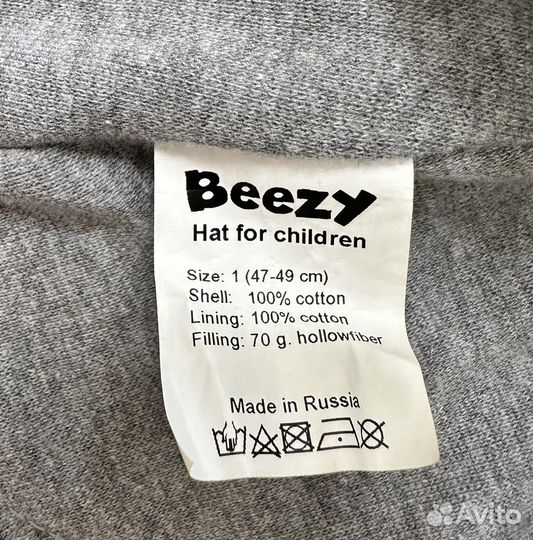 Beezy
Hat for children
Size: 1 (47-49 cm)
Shell: 100% cotton
Lining: 100% cotton
Filling: 70 g. hollowfiber
Made in Russia
Avito